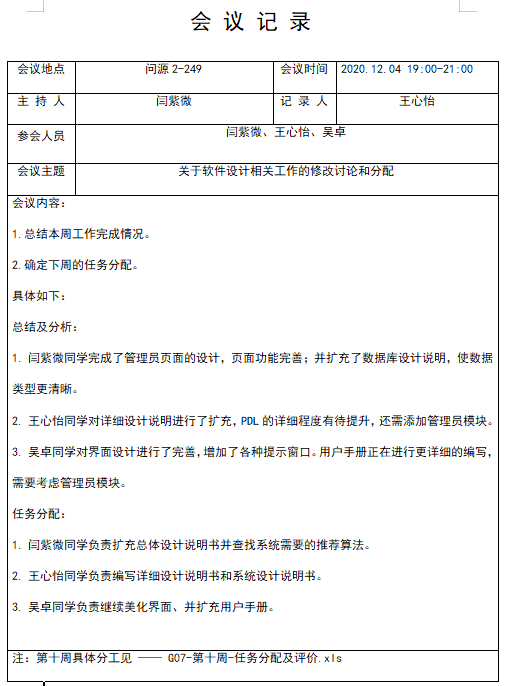 会 议 记 录
会议地点 问源 2-249 会议时间 2020.12.04 19:00-21:00
主 持 人 闫紫微 记 录 人 王心怡
参会人员 闫紫微、王心怡、吴卓
会议主题 关于软件设计相关工作的修改讨论和分配
会议内容：
1.总结本周工作完成情况。
2.确定下周的任务分配。
具体如下：
总结及分析：
1. 闫紫微同学完成了管理员页面的设计，页面功能完善；并扩充了数据库设计说明，使数据
类型更清晰。
2. 王心怡同学对详细设计说明进行了扩充，PDL 的详细程度有待提升，还需添加管理员模块。
3. 吴卓同学对界面设计进行了完善，增加了各种提示窗口。用户手册正在进行更详细的编写，
需要考虑管理员模块。
任务分配：
1. 闫紫微同学负责扩充总体设计说明书并查找系统需要的推荐算法。
2. 王心怡同学负责编写详细设计说明书和系统设计说明书。
3. 吴卓同学负责继续美化界面、并扩充用户手册。
注：第十周具体分工见 —— G07-第十周-任务分配及评价.xls